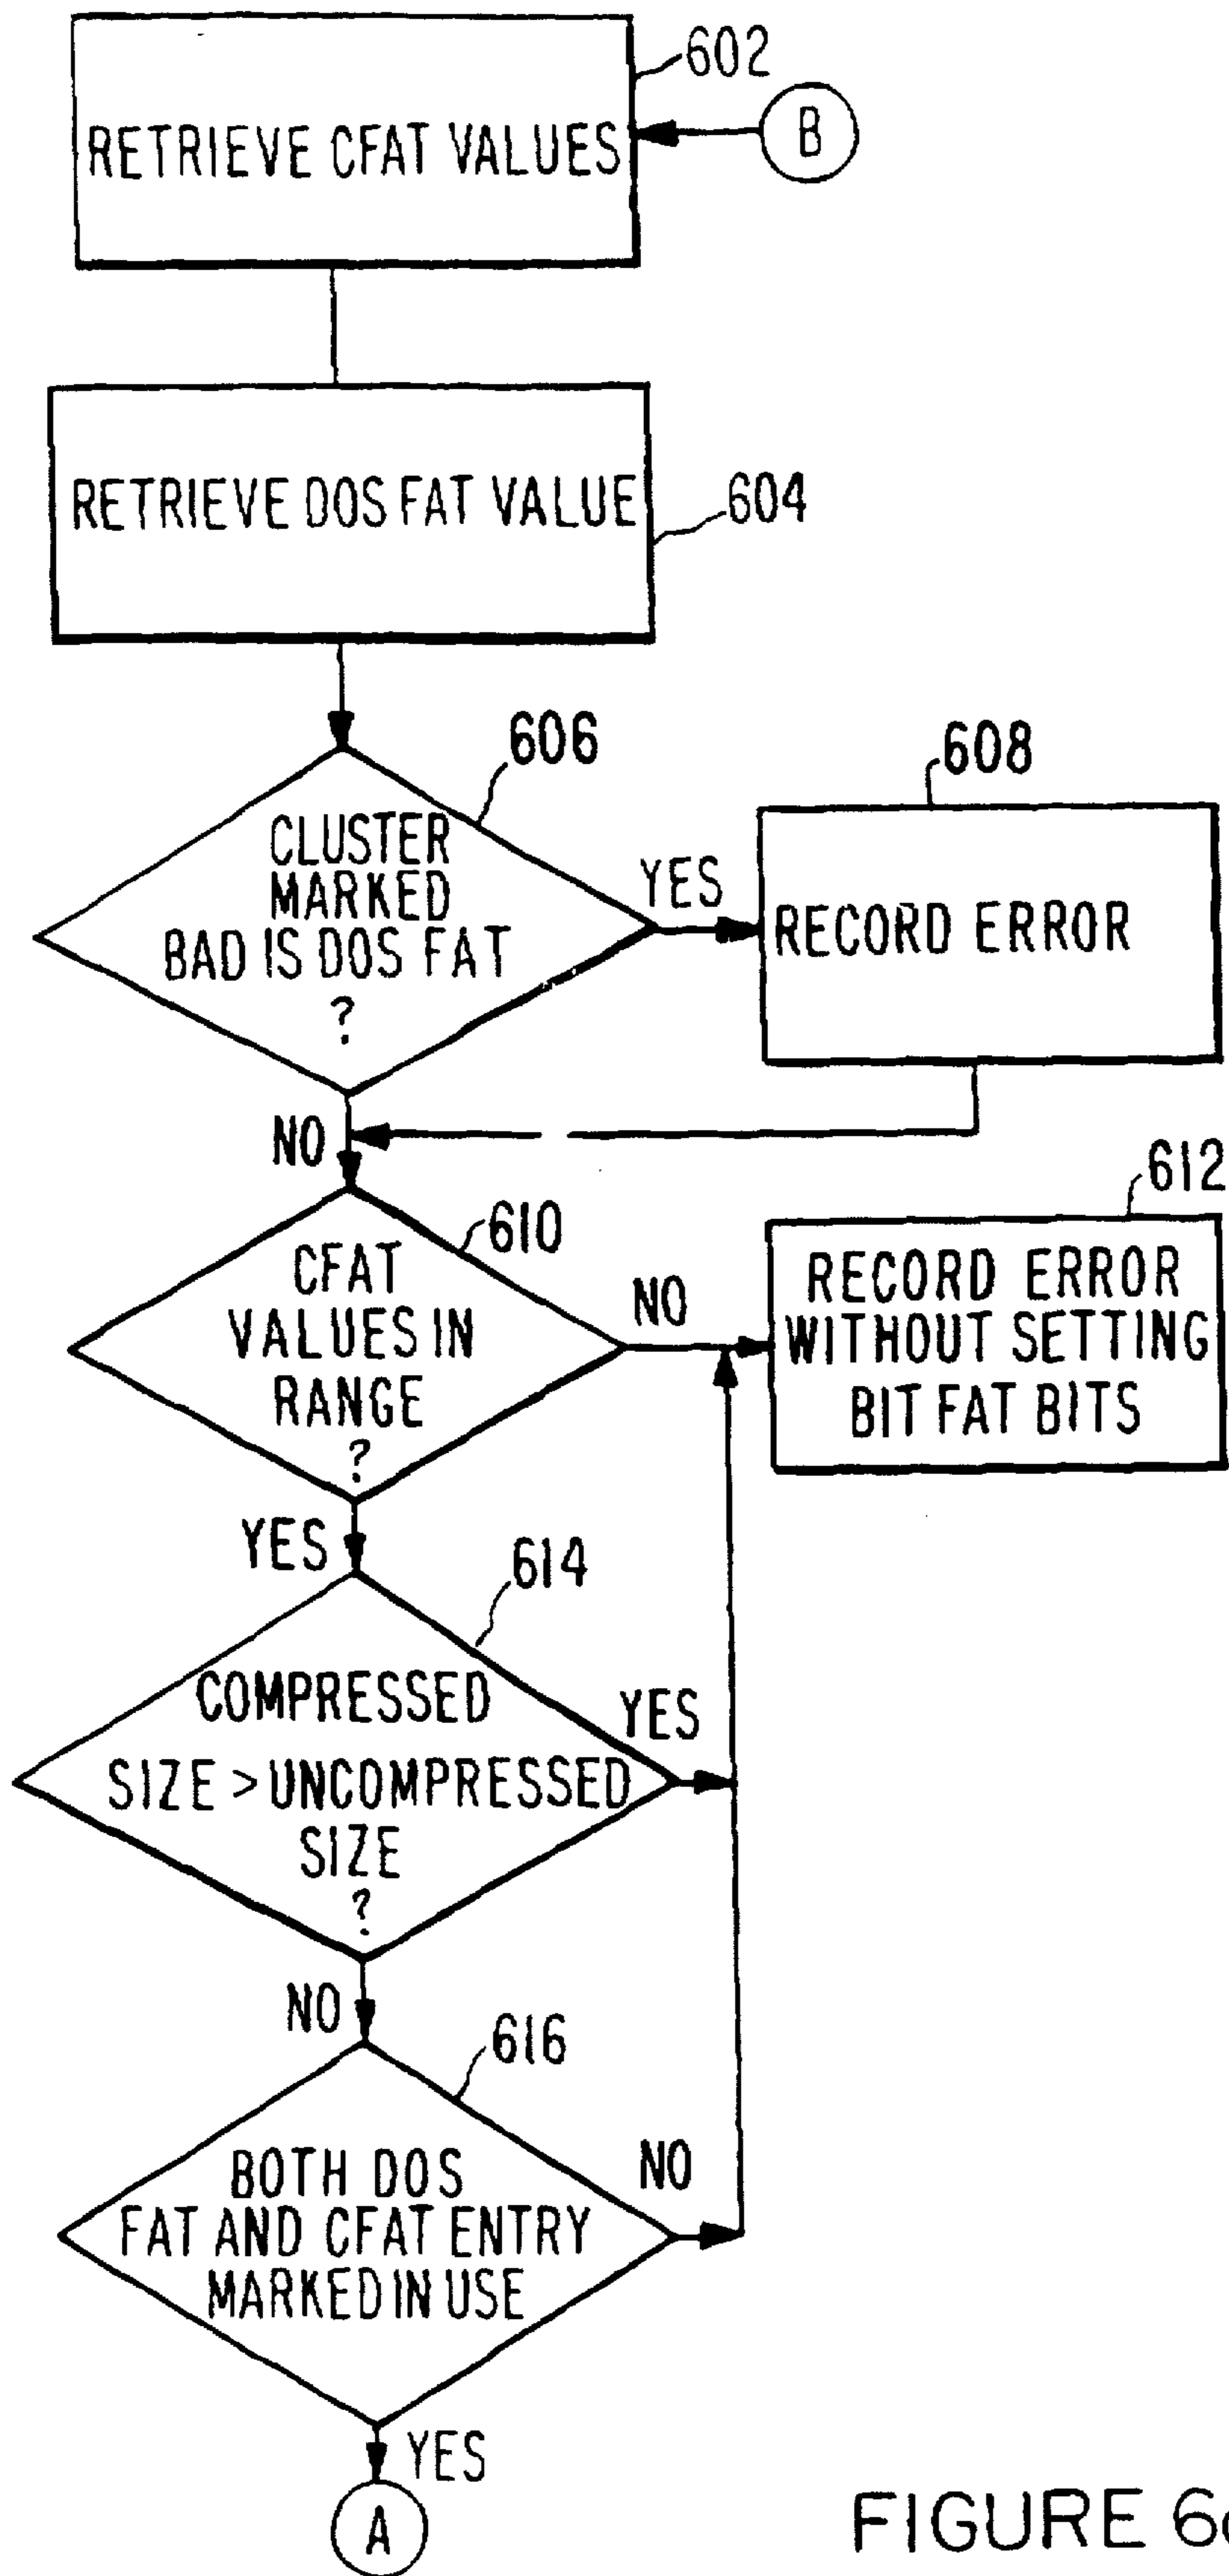 602
B
RETRIEVE CFAT VALUES
RETRIEVE DOS FAT VALUE
604
606
CLUSTER
MARKED
BAD IS DOS FAT
?
YES
608
RECORD ERROR
NO
610
CFAT
VALUES IN
RANGE
?
NO
612
RECORD ERROR
WITHOUT SETTING
BIT FAT BITS
YES
614
COMPRESSED
SIZE > UNCOMPRESSED
SIZE
?
YES
NO
616
BOTH DOS
FAT AND CFAT ENTRY
MARKED IN USE
NO
YES
A
FIGURE 6